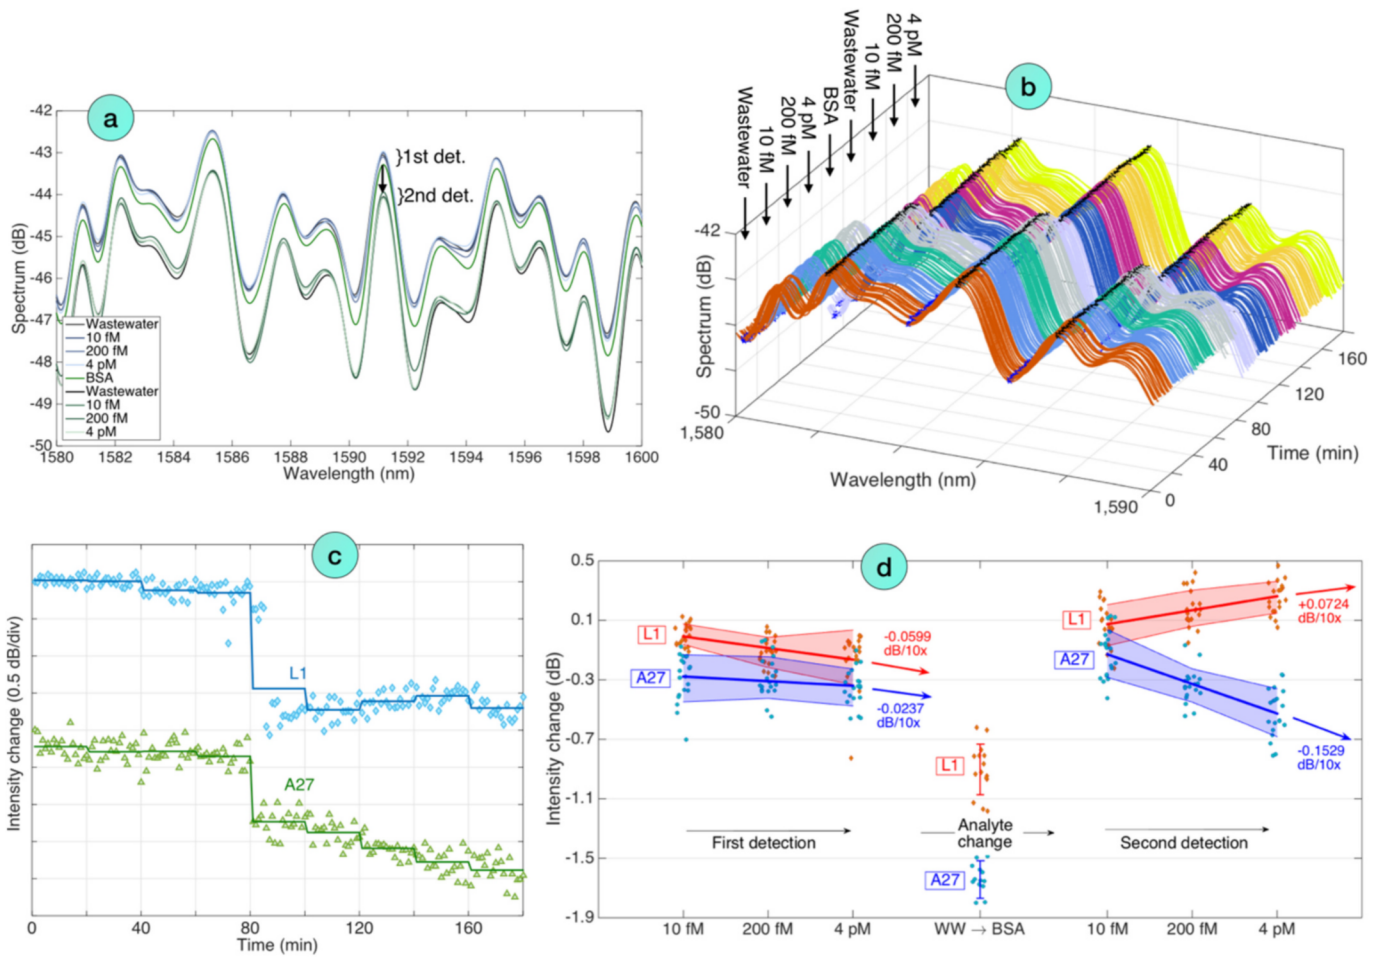 a
-42
-43
-44
-45
-46
-47
-48
-49
-50
Spectrum (dB)
}1st det.
}2nd det.
Wastewater
10 fM
200 fM
4 pM
BSA
Wastewater
10 fM
200 fM
4 pM
1580 1582 1584 1586 1588 1590 1592 1594 1596 1598 1600
Wavelength (nm)
b
Wastewater
10 fM
200 fM
4 pM
BSA
Wastewater
10 fM
200 fM
4 pM
-42
-50
Spectrum (dB)
1,580
1,590
Wavelength (nm)
0
40
80
120
160
Time (min)
c
Intensity change (0.5 dB/div)
L1
A27
0 40 80 120 160
Time (min)
d
0.5
0.1
-0.3
-0.7
-1.1
-1.5
-1.9
Intensity change (dB)
L1
A27
-0.0599
dB/10x
-0.0237
dB/10x
L1
A27
L1
A27
+0.0724
dB/10x
-0.1529
dB/10x
First detection
Analyte
change
Second detection
10 fM 200 fM 4 pM WW → BSA 10 fM 200 fM 4 pM